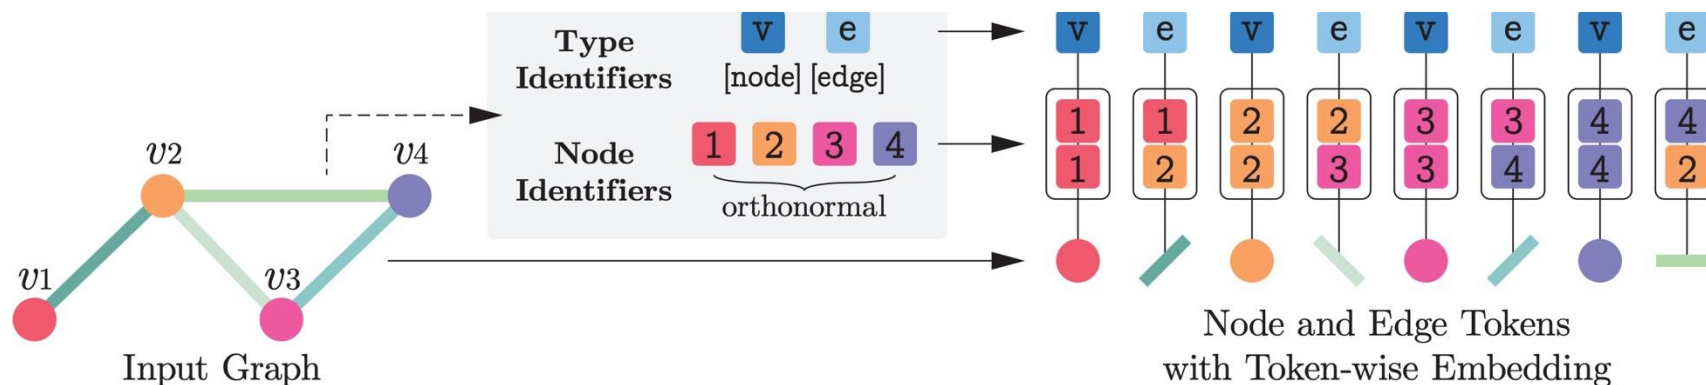 v1
v2
v3
v4
Input Graph
Type
Identifiers
v e
[node] [edge]
Node
Identifiers
1 2 3 4
orthonormal
v e v e v e v e
1 1 2 2 3 3 4 4
1 2 2 3 3 4 4 2
Node and Edge Tokens
with Token-wise Embedding